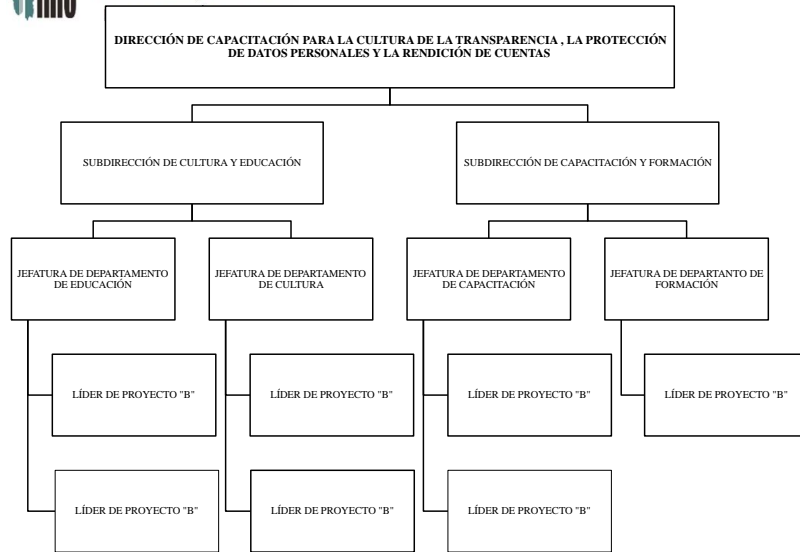 DIRECCIÓN DE CAPACITACIÓN PARA LA CULTURA DE LA TRANSPARENCIA , LA PROTECCIÓN
DE DATOS PERSONALES Y LA RENDICIÓN DE CUENTAS
SUBDIRECCIÓN DE CULTURA Y EDUCACIÓN
SUBDIRECCIÓN DE CAPACITACIÓN Y FORMACIÓN
JEFATURA DE DEPARTAMENTO
DE EDUCACIÓN
JEFATURA DE DEPARTAMENTO
DE CULTURA
JEFATURA DE DEPARTAMENTO
DE CAPACITACIÓN
JEFATURA DE DEPARTANTO DE
FORMACIÓN
LÍDER DE PROYECTO "B"
LÍDER DE PROYECTO "B"
LÍDER DE PROYECTO "B"
LÍDER DE PROYECTO "B"
LÍDER DE PROYECTO "B"
LÍDER DE PROYECTO "B"
LÍDER DE PROYECTO "B"